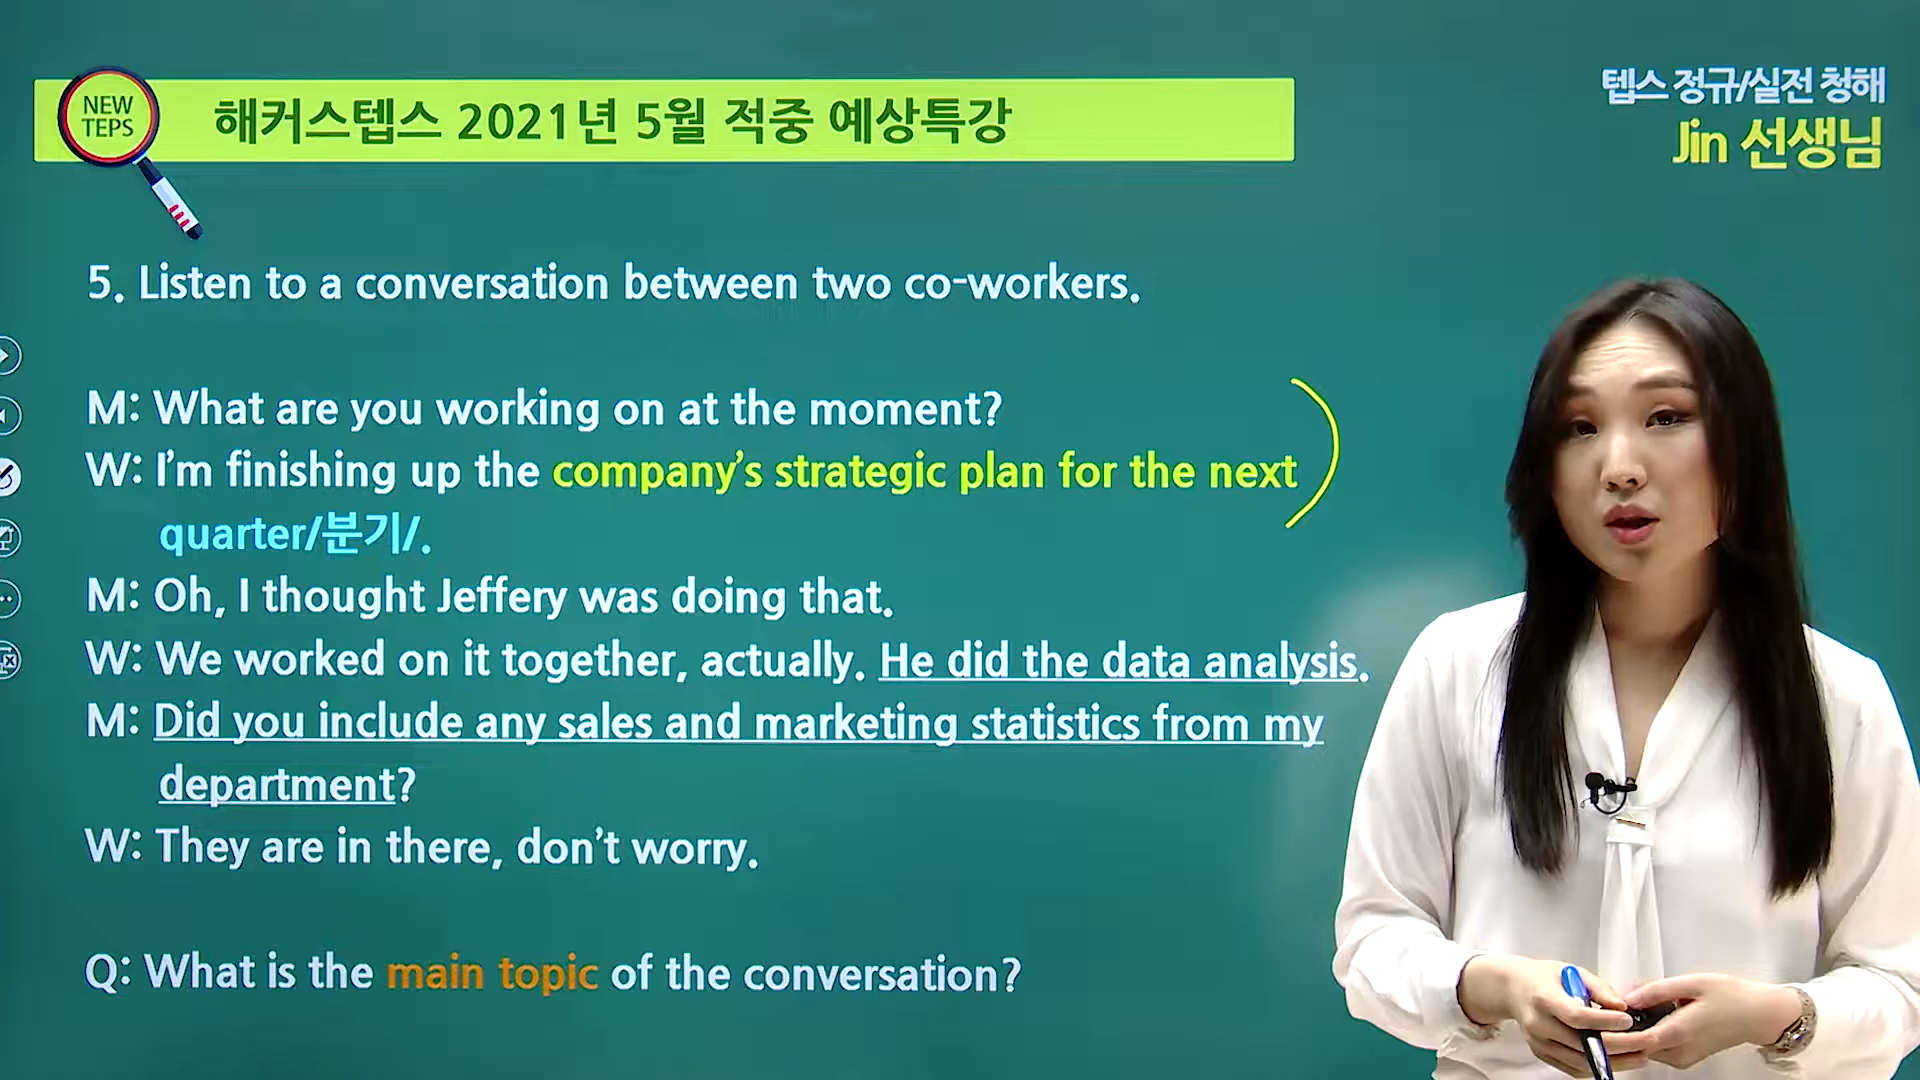 NEW
TEPS
해커스텝스 2021년 5월 적중 예상특강
텝스 정규/실전 청해
Jin 선생님
5. Listen to a conversation between two co-workers.
M: What are you working on at the moment?
W: I'm finishing up the company's strategic plan for the next
quarter/분기/.
M: Oh, I thought Jeffery was doing that.
W: We worked on it together, actually. He did the data analysis.
M: Did you include any sales and marketing statistics from my
department?
W: They are in there, don't worry.
Q: What is the main topic of the conversation?